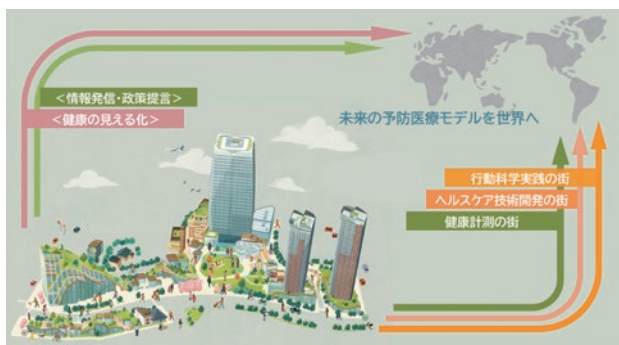 <情報発信・政策提言>
<健康の見える化>
未来の予防医療モデルを世界へ
行動科学実践の街
ヘルスケア技術開発の街
健康計測の街